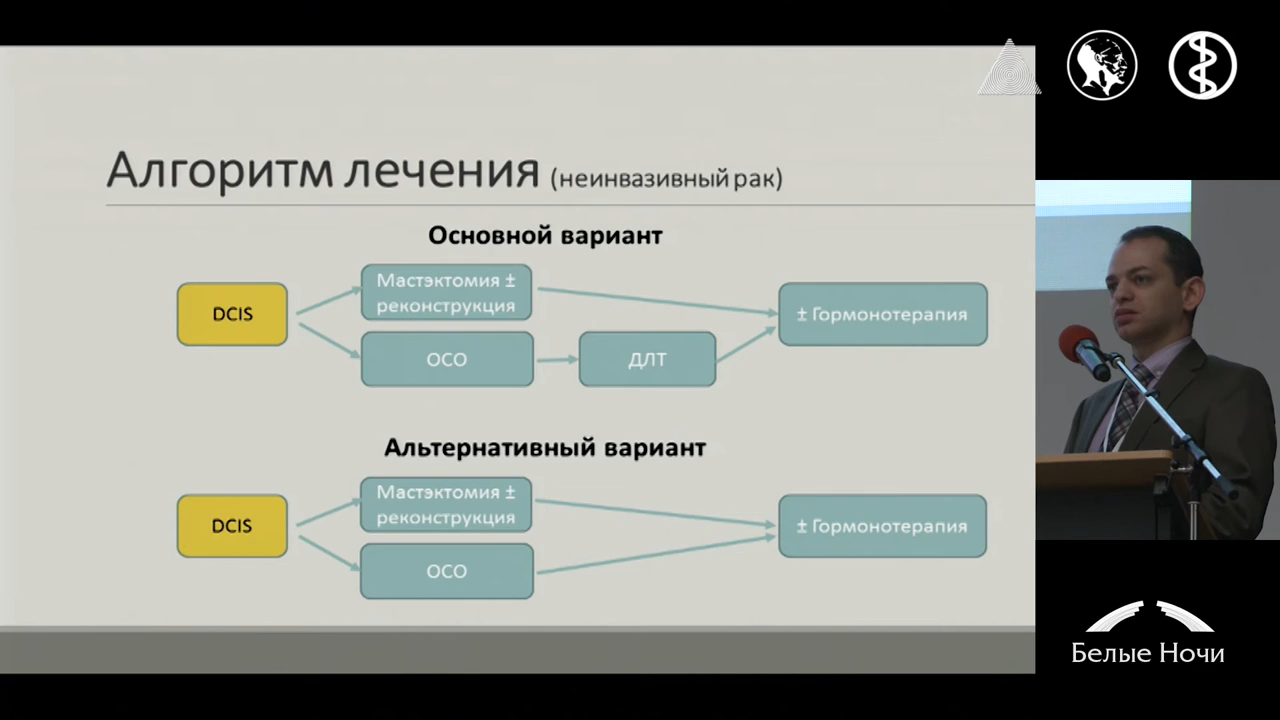 Алгоритм лечения (неинвазивный рак)
Основной вариант
DCIS
Мастэктомия ±
реконструкция
ОСО
ДЛТ
± Гормонотерапия
Альтернативный вариант
DCIS
Мастэктомия ±
реконструкция
ОСО
± Гормонотерапия
Белые Ночи